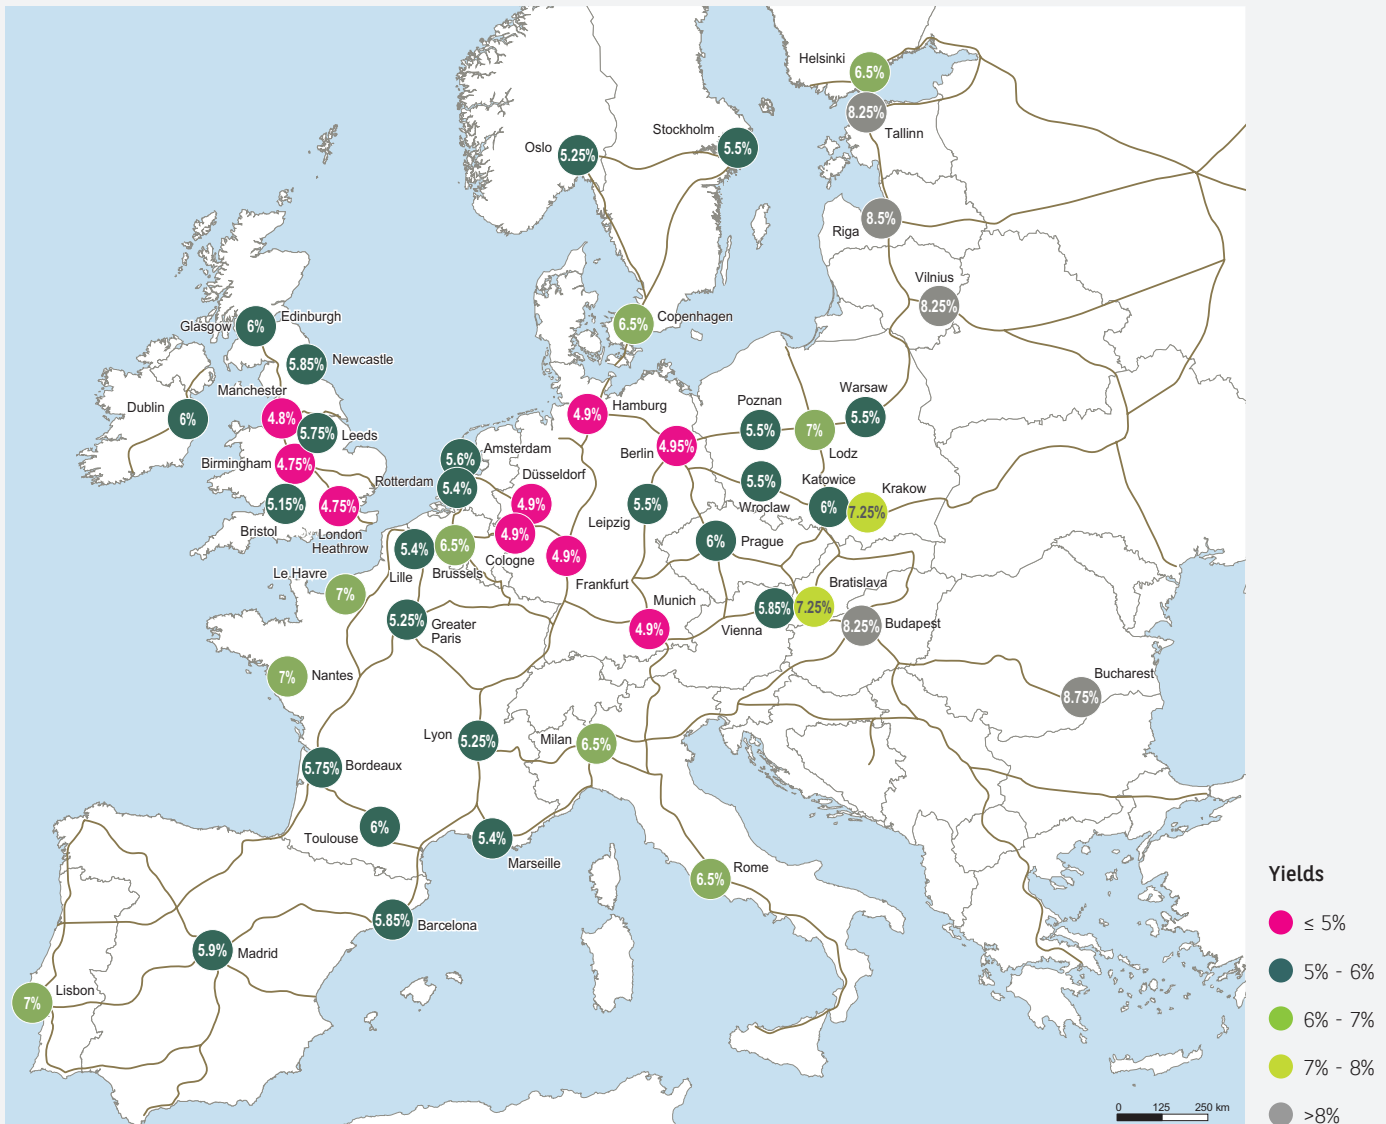 Helsinki
6.5%
8.25%
Tallinn
Stockholm
5.5%
Oslo
5.25%
8.5%
Riga
Vilnius
8.25%
Copenhagen
6.5%
Edinburgh
Glasgow
6%
Newcastle
5.85%
Manchester
4.8%
Dublin
6%
5.75%
Leeds
Birmingham
4.75%
5.15%
Bristol
4.75%
London
Heathrow
Hamburg
4.9%
Berlin
4.95%
Poznan
5.5%
Warsaw
5.5%
7%
Lodz
Amsterdam
5.6%
Rotterdam
5.4%
Düsseldorf
4.9%
Leipzig
5.5%
5.5%
Wroclaw
Katowice
6%
Krakow
7.25%
4.9%
Cologne
5.4%
Lille
6.5%
Brussels
4.9%
Frankfurt
6%
Prague
Le Havre
7%
5.25%
Greater
Paris
Munich
4.9%
5.85%
Vienna
Bratislava
7.25%
8.25%
Budapest
7%
Nantes
Bucharest
8.75%
Lyon
5.25%
Milan
6.5%
5.75%
Bordeaux
6%
Toulouse
5.4%
Marseille
Rome
6.5%
5.85%
Barcelona
5.9%
Madrid
Lisbon
7%
Yields
≤ 5%
5% - 6%
6% - 7%
7% - 8%
>8%
0 125 250 km